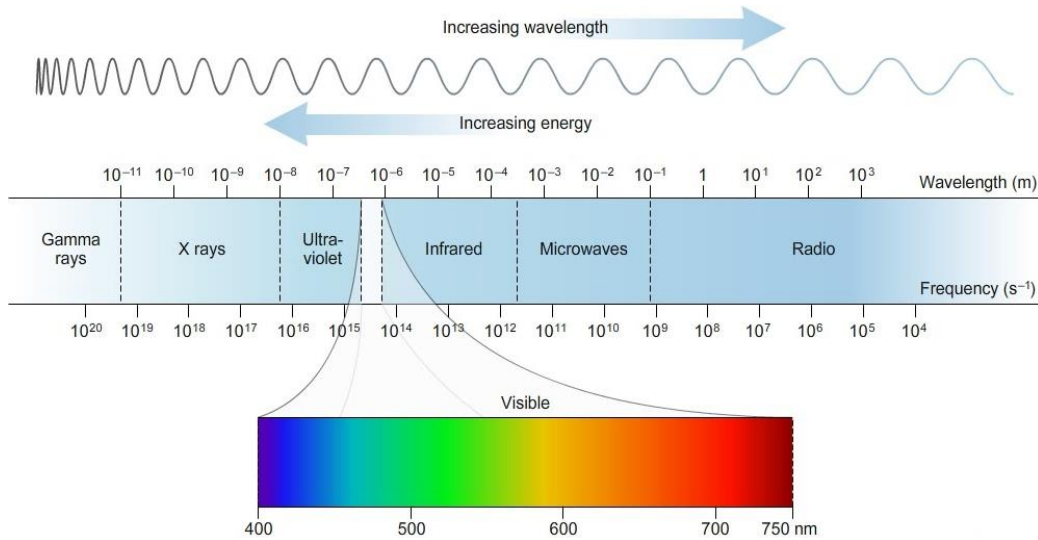 Increasing wavelength
Increasing energy
10⁻¹¹ 10⁻¹⁰ 10⁻⁹ 10⁻⁸ 10⁻⁷ 10⁻⁶ 10⁻⁵ 10⁻⁴ 10⁻³ 10⁻² 10⁻¹ 1 10¹ 10² 10³ Wavelength (m)
Gamma rays X rays Ultra-violet Infrared Microwaves Radio
Frequency (s⁻¹)
10²⁰ 10¹⁹ 10¹⁸ 10¹⁷ 10¹⁶ 10¹⁵ 10¹⁴ 10¹³ 10¹² 10¹¹ 10¹⁰ 10⁹ 10⁸ 10⁷ 10⁶ 10⁵ 10⁴
Visible
400 500 600 700 750 nm